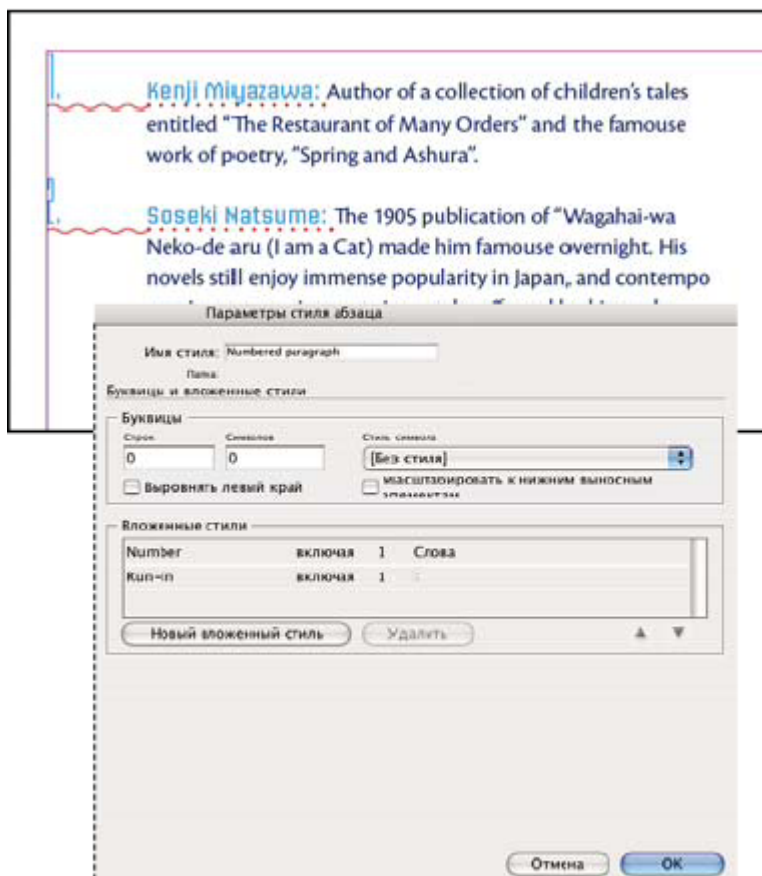 1. Kenji Miyazawa: Author of a collection of children's tales
entitled "The Restaurant of Many Orders" and the famouse
work of poetry, "Spring and Ashura".
2. Soseki Natsume: The 1905 publication of "Wagahai-wa
Neko-de aru (I am a Cat) made him famouse overnight. His
novels still enjoy immense popularity in Japan, and contempo
Параметры стиля абзаца
Имя стиля: Numbered paragraph
Папка:
Буквицы и вложенные стили
Буквицы
Строк Символов Стиль символа
0 0 [Без стиля]
Выровнять левый край Масштабировать к нижним выносным
элементам
Вложенные стили
Number включая 1 Слова
Run-in включая 1 :
Новый вложенный стиль Удалить
Отмена OK